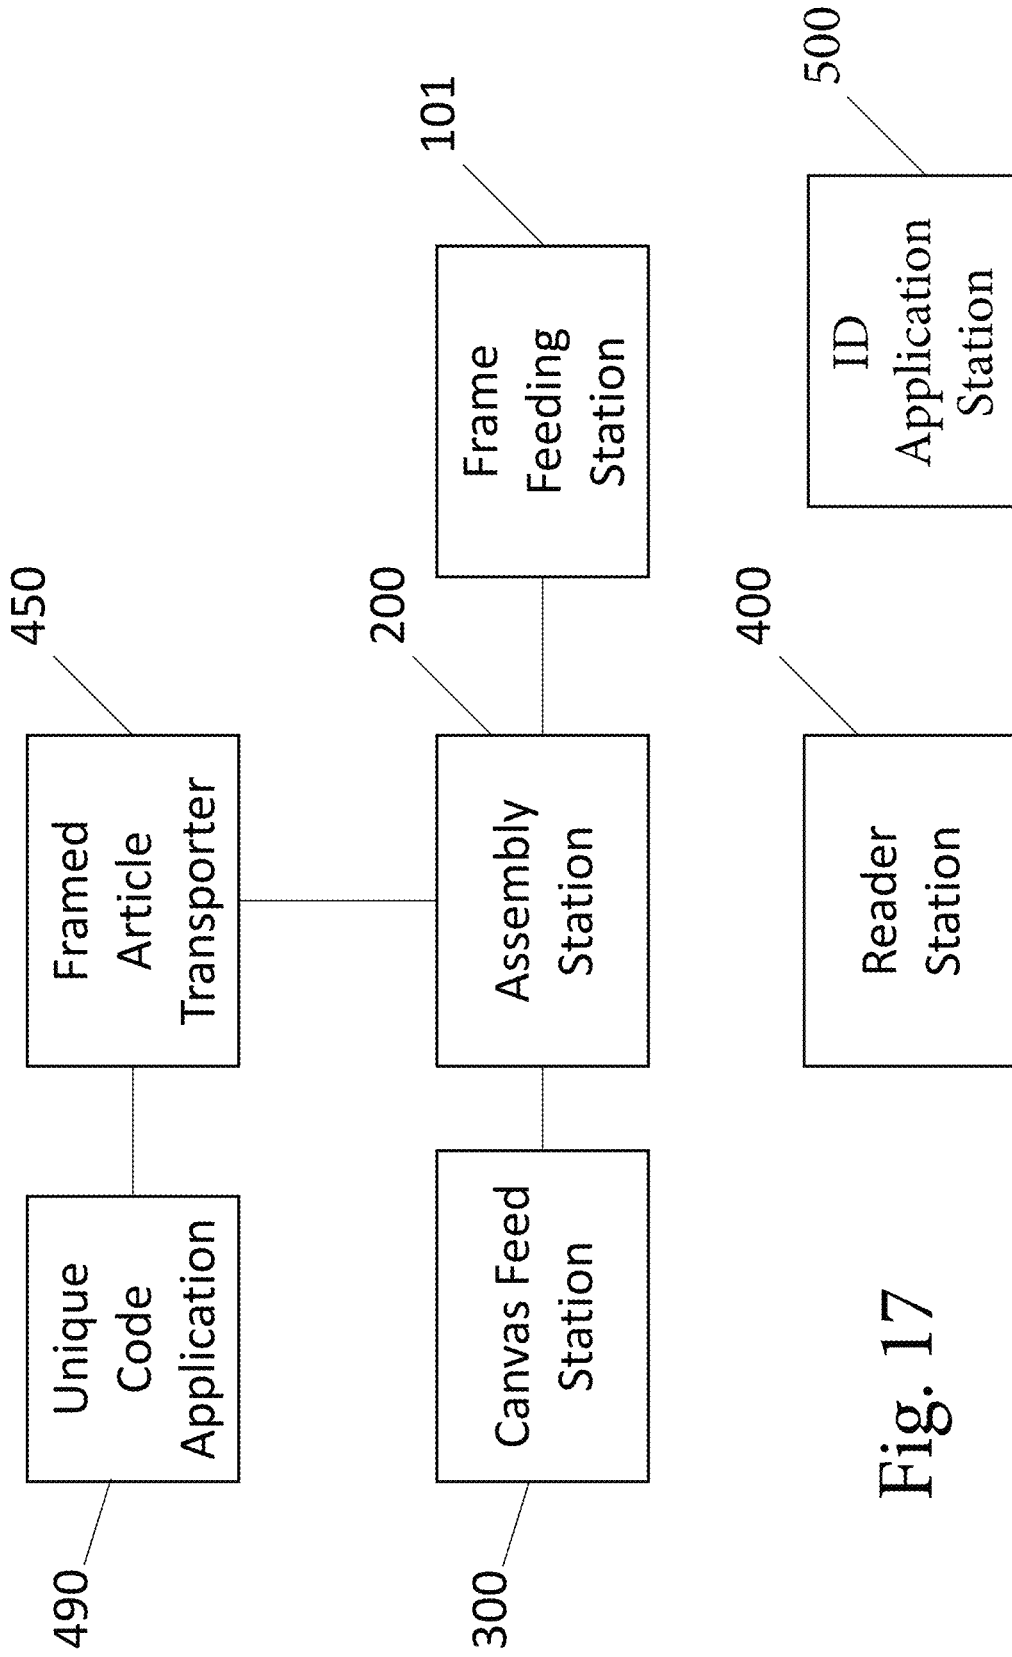 490
Unique
Code
Application
450
Framed
Article
Transporter
300
Canvas Feed
Station
200
Assembly
Station
101
Frame
Feeding
Station
400
Reader
Station
500
ID
Application
Station
Fig. 17